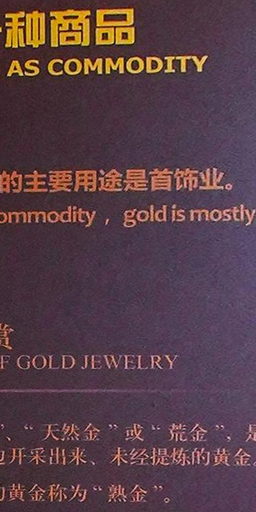 一种商品
AS COMMODITY
的主要用途是首饰业。
ommodity ，gold is mostly
赏
F GOLD JEWELRY
”、“天然金”或“荒金”，是
开采出来、未经提炼的黄金
的黄金称为“熟金”。